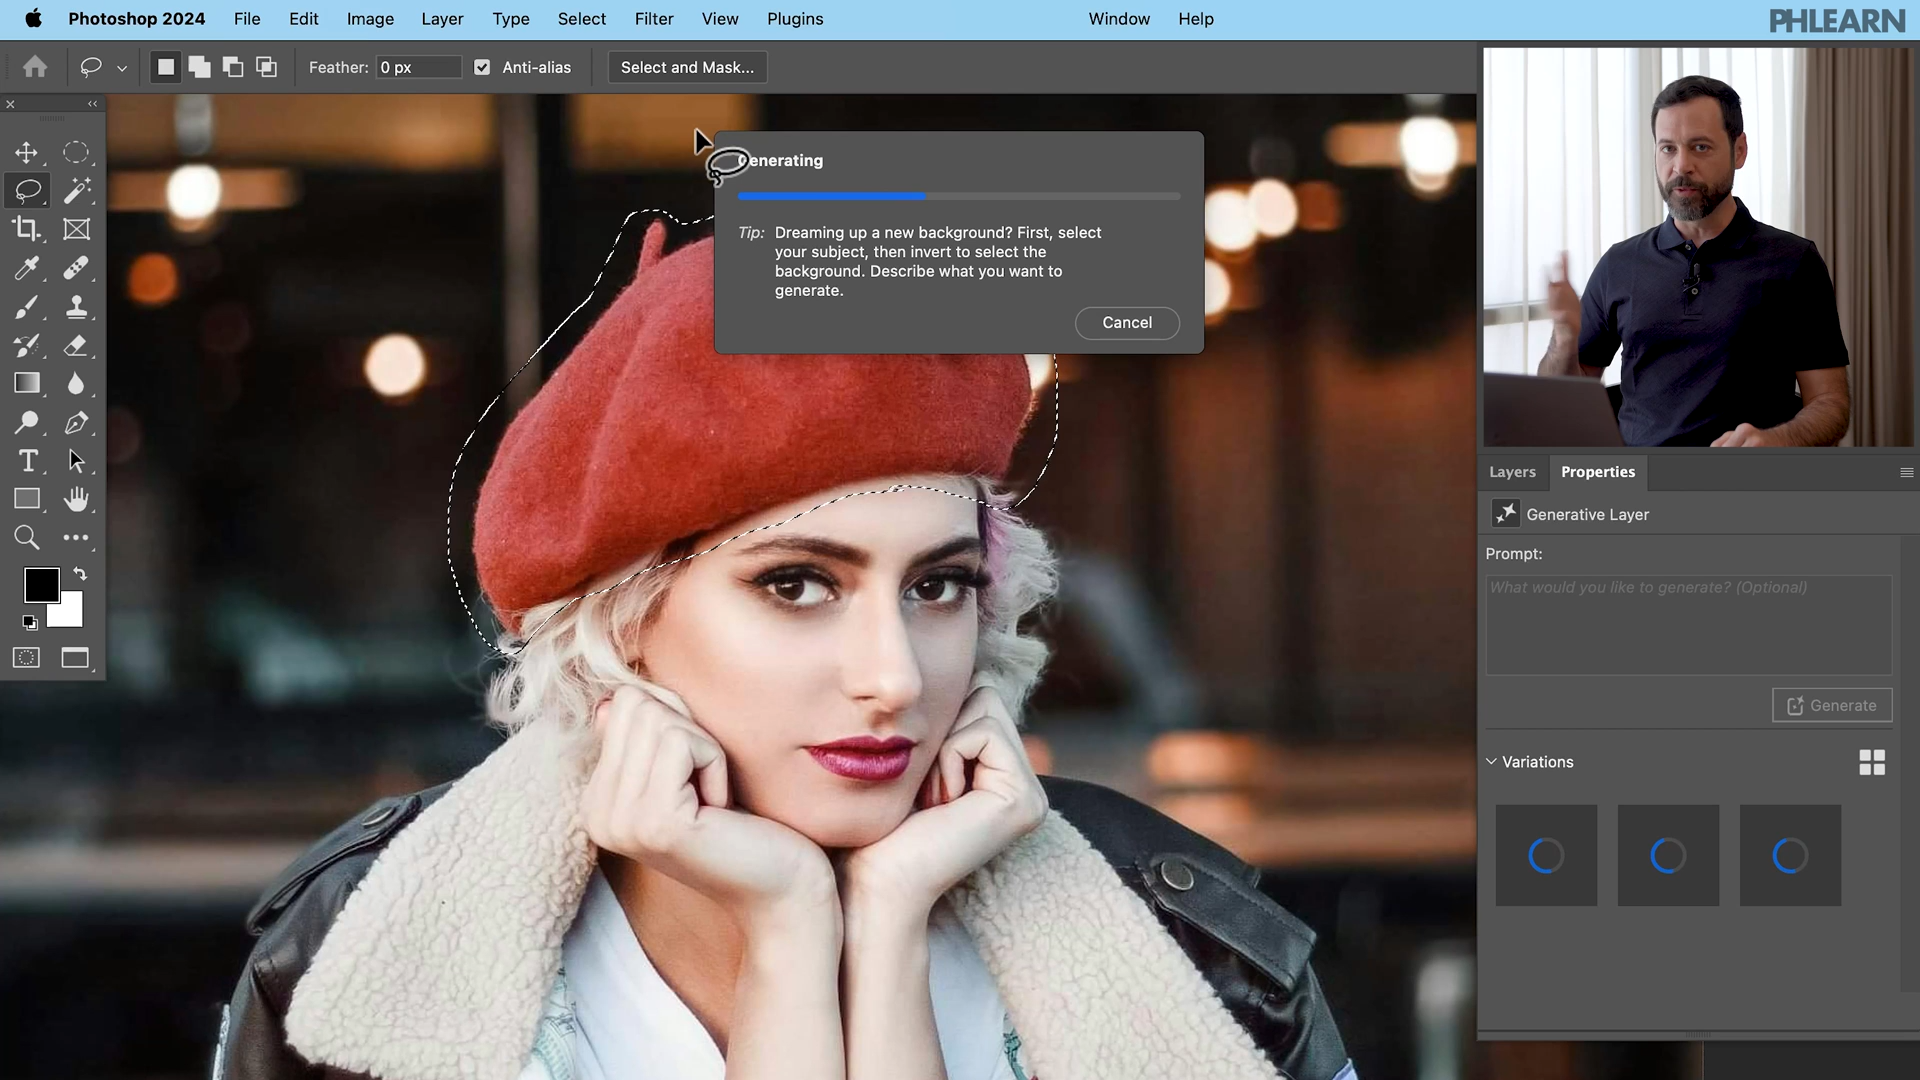 Photoshop 2024 File Edit Image Layer Type Select Filter View Plugins Window Help
PHLEARN
Feather: 0 px Anti-alias Select and Mask...
Generating
Tip: Dreaming up a new background? First, select
your subject, then invert to select the
background. Describe what you want to
generate.
Cancel
T
Layers Properties
Generative Layer
Prompt:
What would you like to generate? (Optional)
Generate
Variations